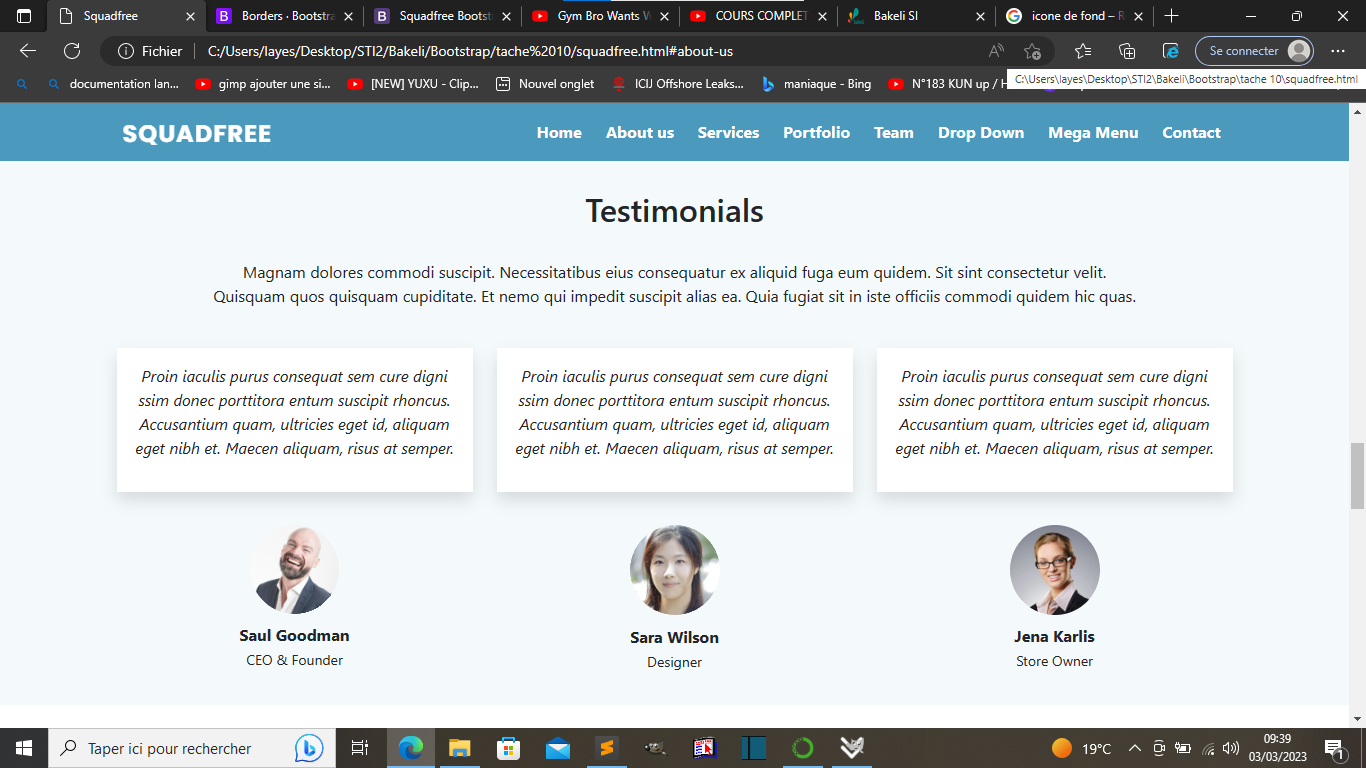 Squadfree
Borders · Bootstra
Squadfree Bootst
Gym Bro Wants W
COURS COMPLET
Bakeli SI
icone de fond – R
Fichier
C:/Users/layes/Desktop/STI2/Bakeli/Bootstrap/tache%2010/squadfree.html#about-us
Se connecter
documentation lan...
gimp ajouter une si...
[NEW] YUXU - Clip...
Nouvel onglet
ICIJ Offshore Leaks...
maniaque - Bing
N°183 KUN up / H
C:\Users\layes\Desktop\STI2\Bakeli\Bootstrap\tache 10\squadfree.html
SQUADFREE
Home
About us
Services
Portfolio
Team
Drop Down
Mega Menu
Contact
Testimonials
Magnam dolores commodi suscipit. Necessitatibus eius consequatur ex aliquid fuga eum quidem. Sit sint consectetur velit.
Quisquam quos quisquam cupiditate. Et nemo qui impedit suscipit alias ea. Quia fugiat sit in iste officiis commodi quidem hic quas.
Proin iaculis purus consequat sem cure digni
ssim donec porttitora entum suscipit rhoncus.
Accusantium quam, ultricies eget id, aliquam
eget nibh et. Maecen aliquam, risus at semper.
Proin iaculis purus consequat sem cure digni
ssim donec porttitora entum suscipit rhoncus.
Accusantium quam, ultricies eget id, aliquam
eget nibh et. Maecen aliquam, risus at semper.
Proin iaculis purus consequat sem cure digni
ssim donec porttitora entum suscipit rhoncus.
Accusantium quam, ultricies eget id, aliquam
eget nibh et. Maecen aliquam, risus at semper.
Saul Goodman
CEO & Founder
Sara Wilson
Designer
Jena Karlis
Store Owner
Taper ici pour rechercher
19°C
09:39
03/03/2023
1